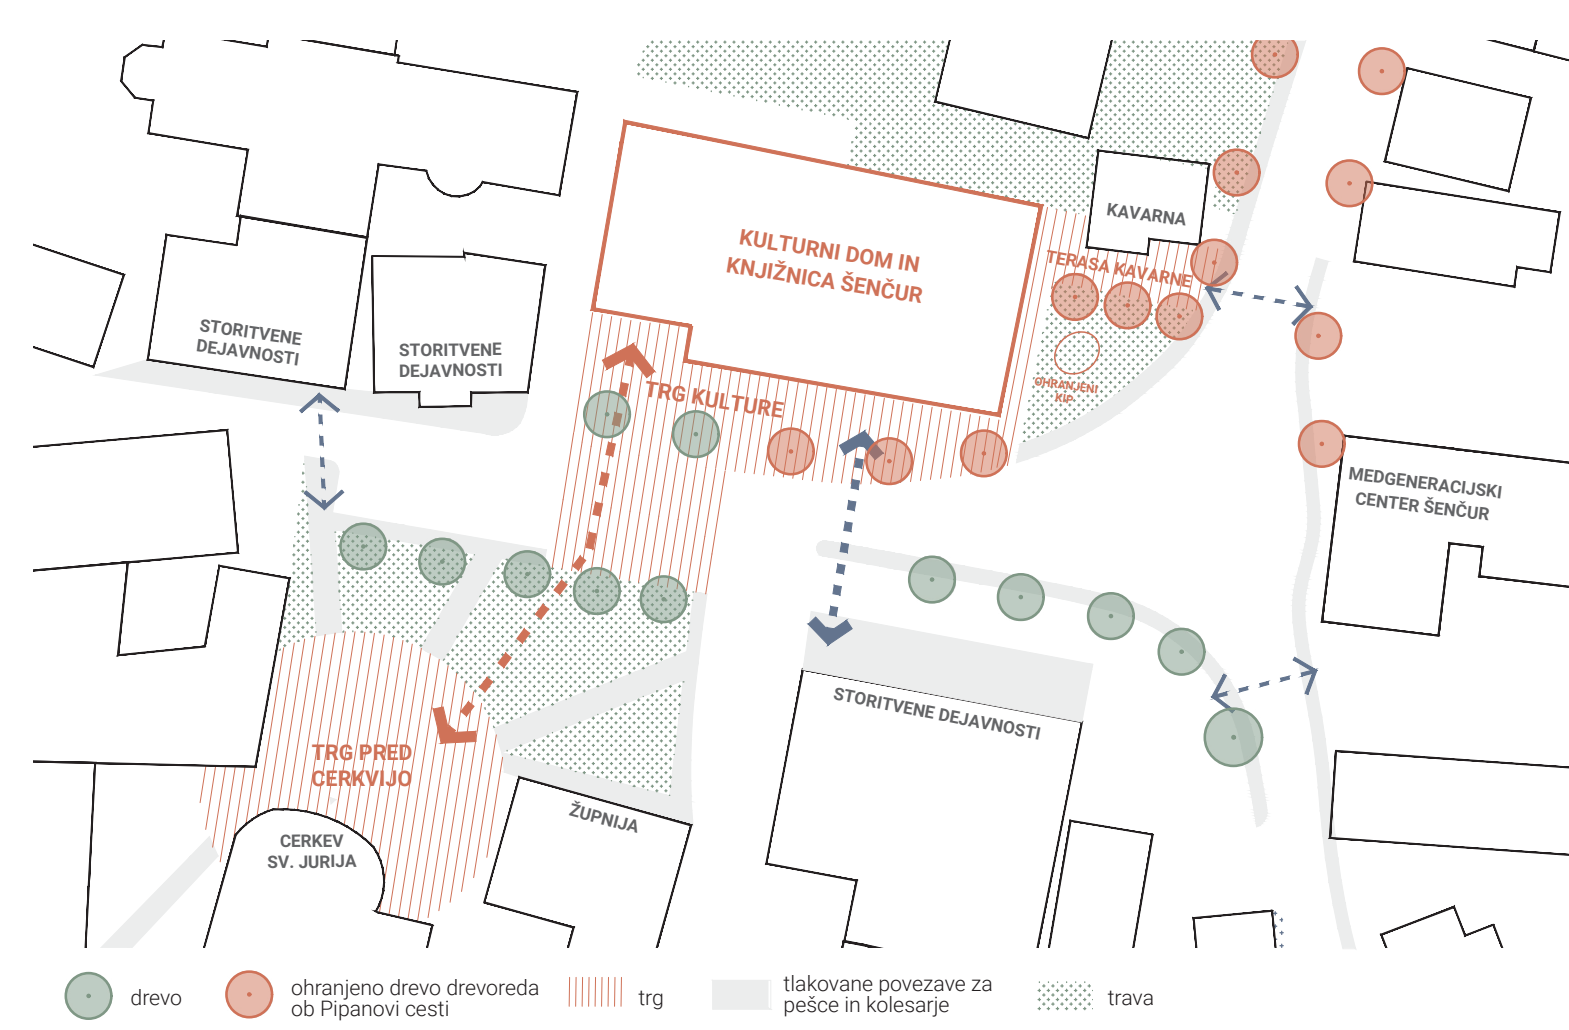 KAVARNA
KULTURNI DOM IN
KNJIŽNICA ŠENČUR
TERASA KAVARNE
STORITVENE
DEJAVNOSTI
STORITVENE
DEJAVNOSTI
OHRANJENI
KIP
TRG KULTURE
MEDGENERACIJSKI
CENTER ŠENČUR
STORITVENE DEJAVNOSTI
TRG PRED
CERKVIJO
ŽUPNIJA
CERKEV
SV. JURIJA
drevo
ohranjeno drevo drevoreda
ob Pipanovi cesti
trg
tlakovane povezave za
pešce in kolesarje
trava